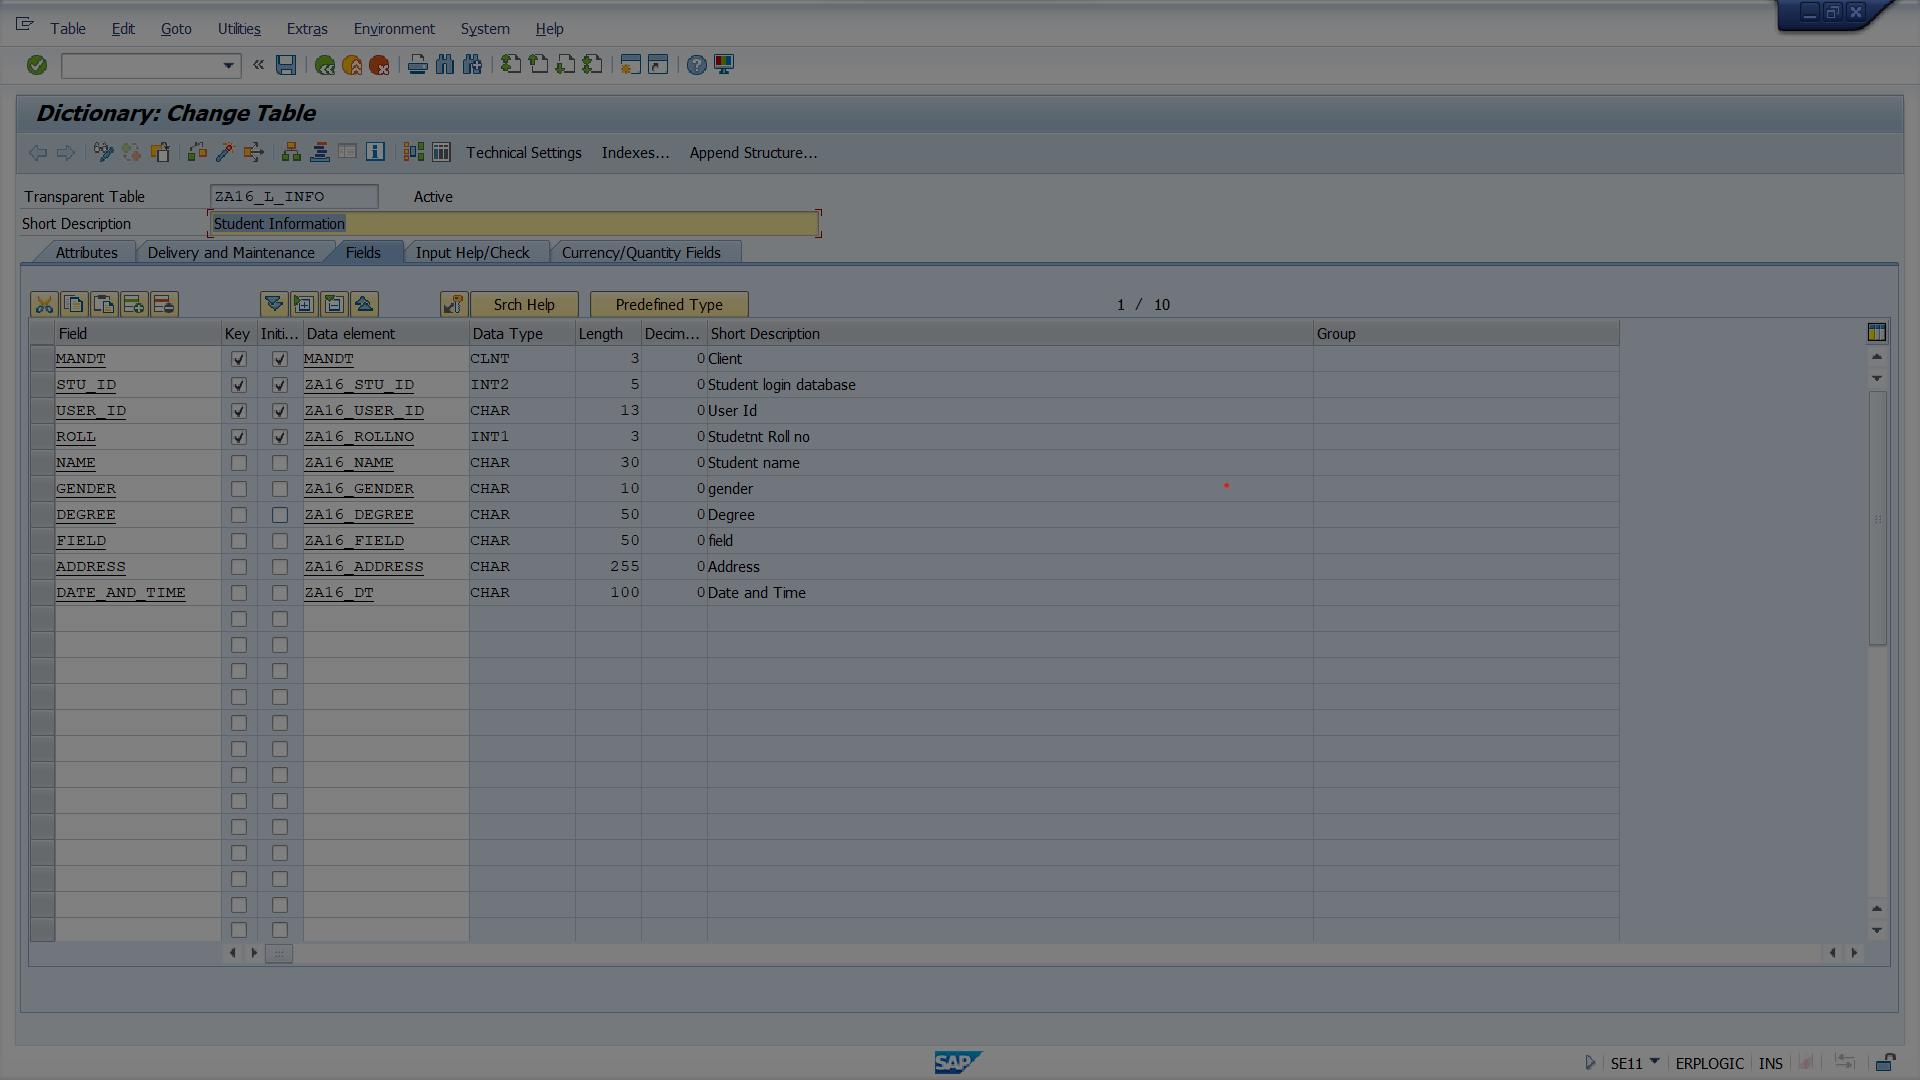 Table Edit Goto Utilities Extras Environment System Help
Dictionary: Change Table
Technical Settings Indexes... Append Structure...
Transparent Table ZA16_L_INFO Active
Short Description Student Information
Attributes Delivery and Maintenance Fields Input Help/Check Currency/Quantity Fields
Srch Help Predefined Type 1 / 10
Field Key Initi... Data element Data Type Length Decim... Short Description Group
MANDT MANDT CLNT 3 0 Client
STU_ID ZA16_STU_ID INT2 5 0 Student login database
USER_ID ZA16_USER_ID CHAR 13 0 User Id
ROLL ZA16_ROLLNO INT1 3 0 Studetnt Roll no
NAME ZA16_NAME CHAR 30 0 Student name
GENDER ZA16_GENDER CHAR 10 0 gender
DEGREE ZA16_DEGREE CHAR 50 0 Degree
FIELD ZA16_FIELD CHAR 50 0 field
ADDRESS ZA16_ADDRESS CHAR 255 0 Address
DATE_AND_TIME ZA16_DT CHAR 100 0 Date and Time
SAP SE11 ERPLOGIC INS